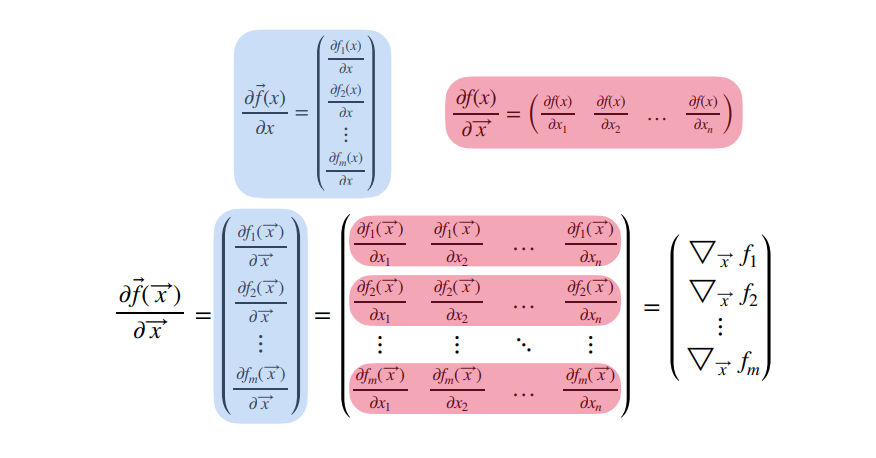 $\frac{\partial \vec{f}(x)}{\partial x} = \begin{pmatrix} \frac{\partial f_1(x)}{\partial x} \\ \frac{\partial f_2(x)}{\partial x} \\ \vdots \\ \frac{\partial f_m(x)}{\partial x} \end{pmatrix}$
$\frac{\partial f(x)}{\partial \overrightarrow{x}} = \begin{pmatrix} \frac{\partial f(x)}{\partial x_1} & \frac{\partial f(x)}{\partial x_2} & \dots & \frac{\partial f(x)}{\partial x_n} \end{pmatrix}$
$\frac{\partial \vec{f}(\overrightarrow{x})}{\partial \overrightarrow{x}} = \begin{pmatrix} \frac{\partial f_1(\overrightarrow{x})}{\partial \overrightarrow{x}} \\ \frac{\partial f_2(\overrightarrow{x})}{\partial \overrightarrow{x}} \\ \vdots \\ \frac{\partial f_m(\overrightarrow{x})}{\partial \overrightarrow{x}} \end{pmatrix} = \begin{pmatrix} \frac{\partial f_1(\overrightarrow{x})}{\partial x_1} & \frac{\partial f_1(\overrightarrow{x})}{\partial x_2} & \dots & \frac{\partial f_1(\overrightarrow{x})}{\partial x_n} \\ \frac{\partial f_2(\overrightarrow{x})}{\partial x_1} & \frac{\partial f_2(\overrightarrow{x})}{\partial x_2} & \dots & \frac{\partial f_2(\overrightarrow{x})}{\partial x_n} \\ \vdots & \vdots & \ddots & \vdots \\ \frac{\partial f_m(\overrightarrow{x})}{\partial x_1} & \frac{\partial f_m(\overrightarrow{x})}{\partial x_2} & \dots & \frac{\partial f_m(\overrightarrow{x})}{\partial x_n} \end{pmatrix} = \begin{pmatrix} \bigtriangledown_{\overrightarrow{x}} f_1 \\ \bigtriangledown_{\overrightarrow{x}} f_2 \\ \vdots \\ \bigtriangledown_{\overrightarrow{x}} f_m \end{pmatrix}$